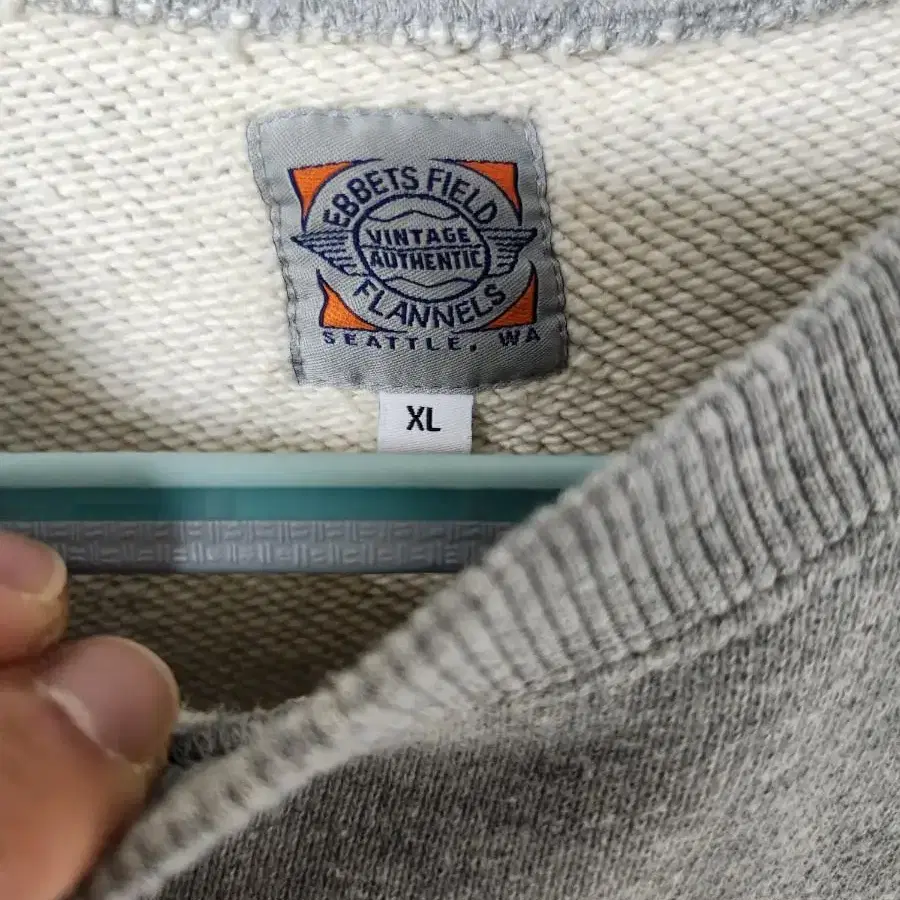 EBBETS FIELD
VINTAGE
AUTHENTIC
FLANNELS
SEATTLE, WA
XL